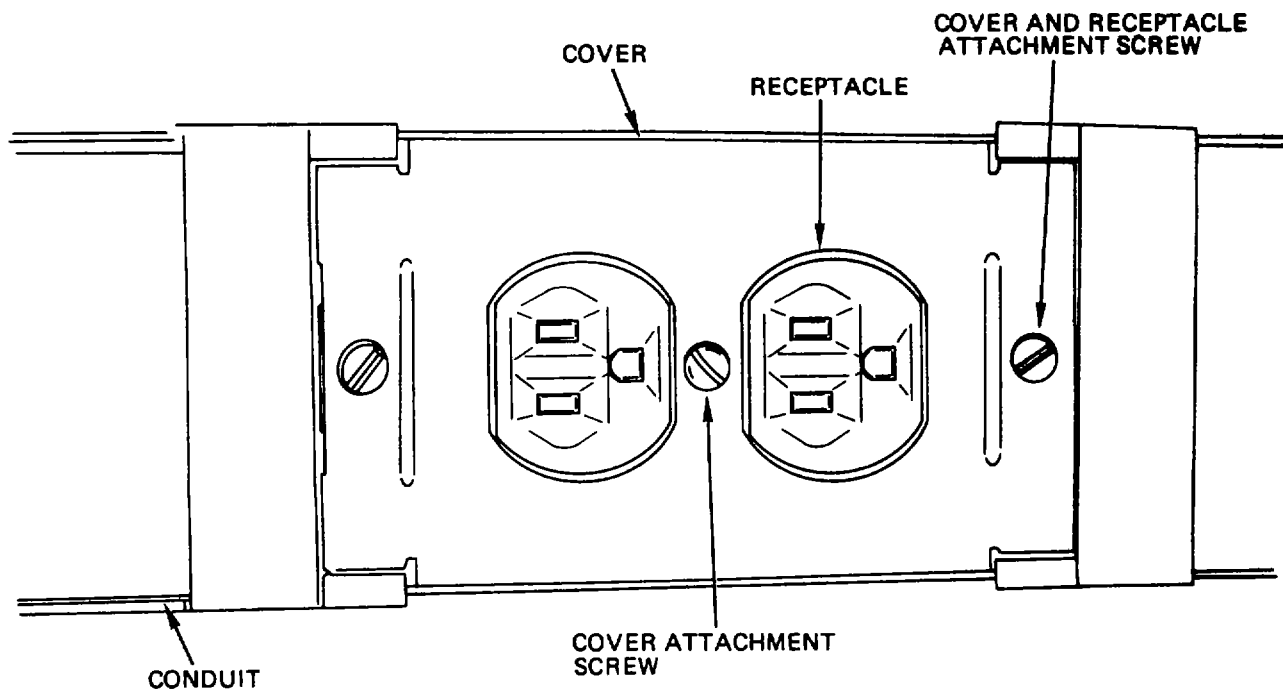 COVER AND RECEPTACLE
ATTACHMENT SCREW
COVER
RECEPTACLE
COVER ATTACHMENT
SCREW
CONDUIT